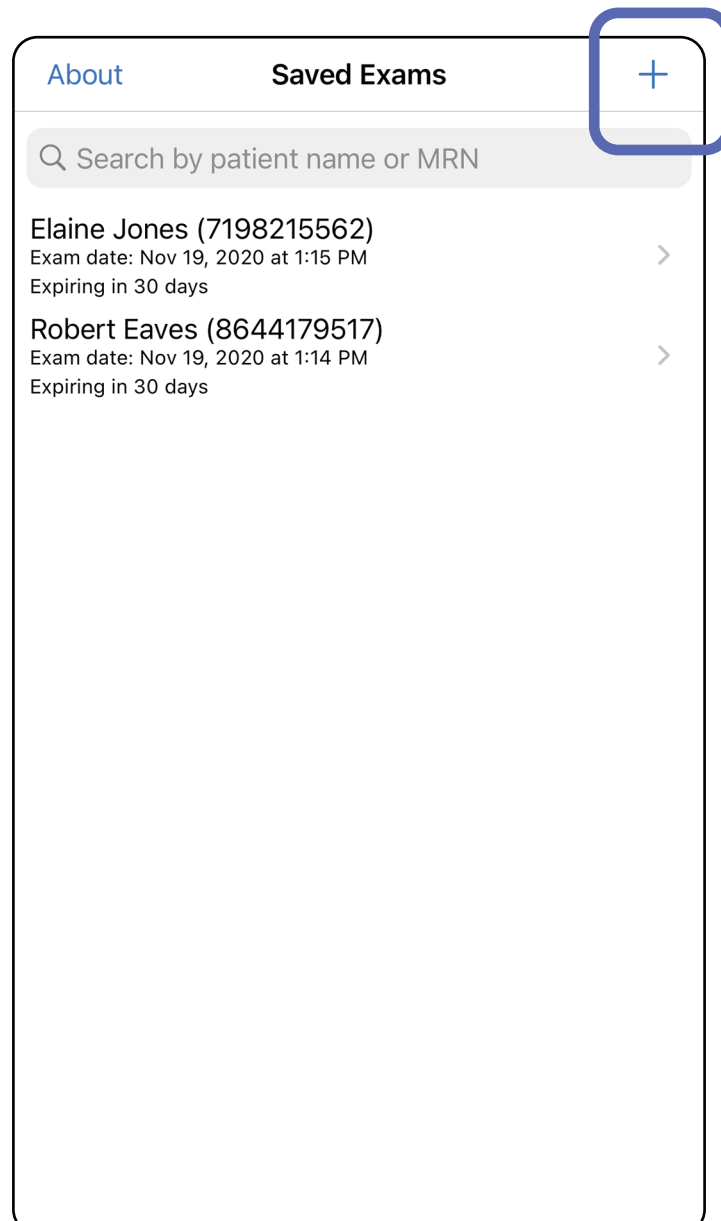 About Saved Exams +
Search by patient name or MRN
Elaine Jones (7198215562)
Exam date: Nov 19, 2020 at 1:15 PM
Expiring in 30 days
Robert Eaves (8644179517)
Exam date: Nov 19, 2020 at 1:14 PM
Expiring in 30 days